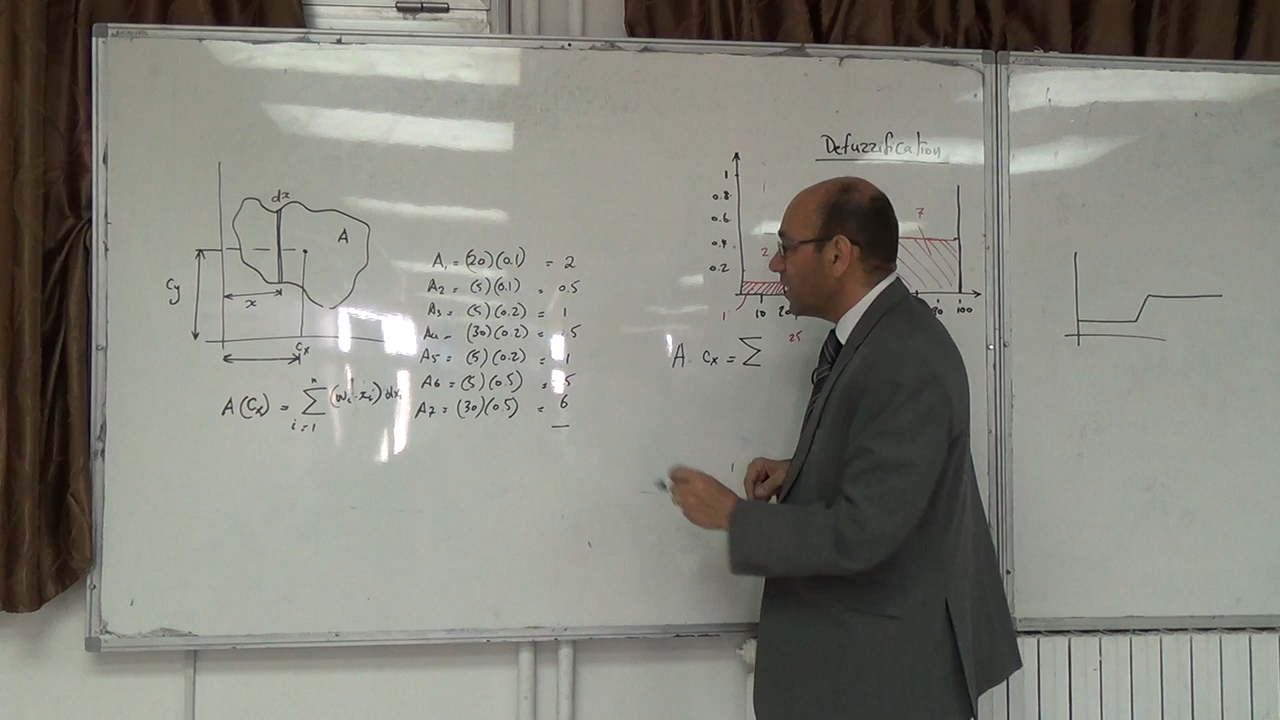 Defuzzification
1
0.8
0.6
0.4
0.2
10
100
1
2
7
25
dx
A
Cy
x
Cx
A1 = (20)(0.1) = 2
A2 = (5)(0.1) = 0.5
A3 = (5)(0.2) = 1
A4 = (30)(0.2) = .5
A5 = (5)(0.2) = 1
A6 = (5)(0.5) = .5
A7 = (30)(0.5) = 6
A(Cx) = Σ i=1 n (wi · xi) dxi
A · Cx = Σ